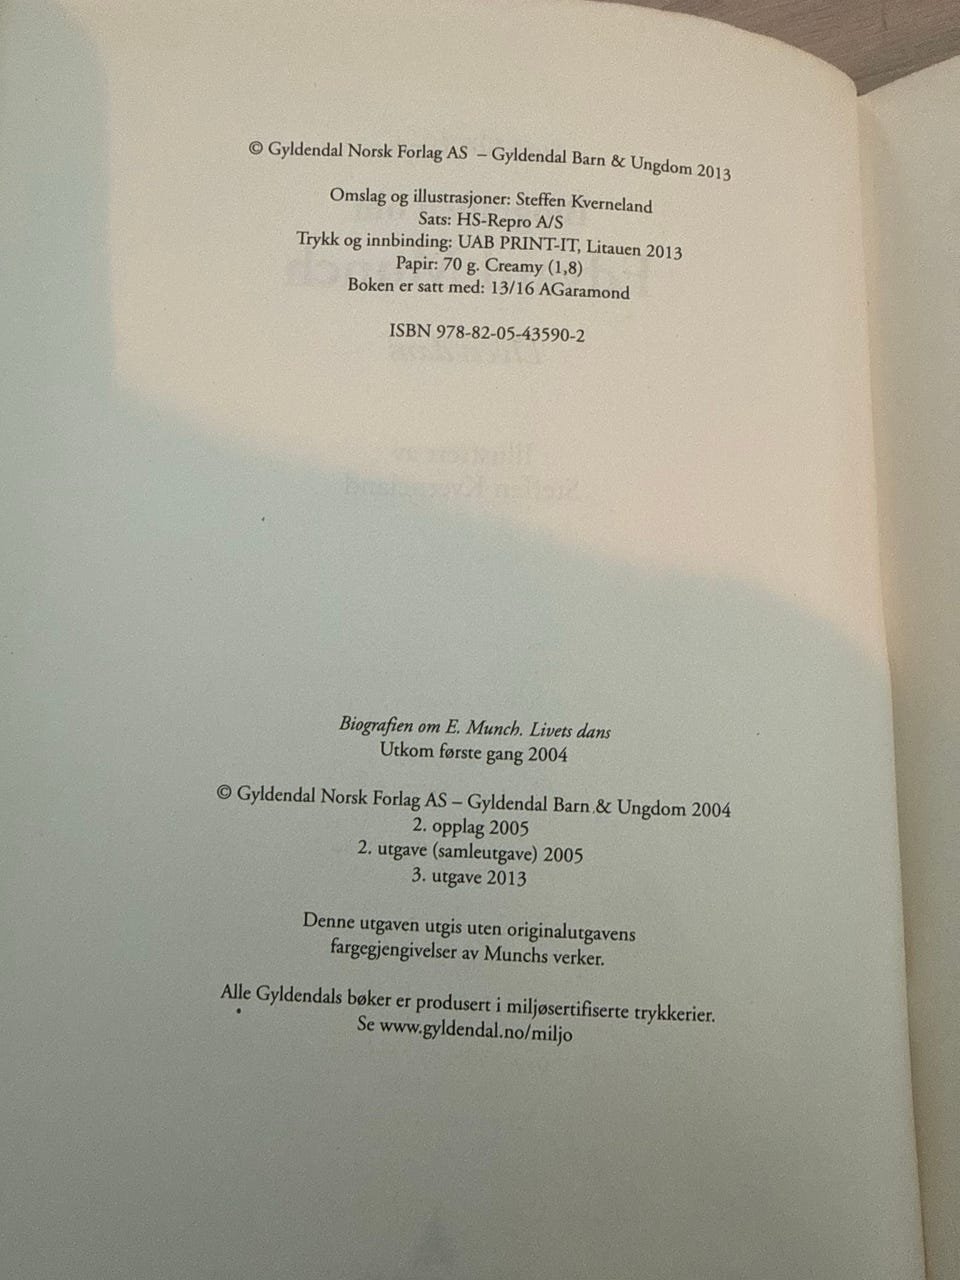 © Gyldendal Norsk Forlag AS – Gyldendal Barn & Ungdom 2013
Omslag og illustrasjoner: Steffen Kverneland
Sats: HS-Repro A/S
Trykk og innbinding: UAB PRINT-IT, Litauen 2013
Papir: 70 g. Creamy (1,8)
Boken er satt med: 13/16 AGaramond
ISBN 978-82-05-43590-2
Biografien om E. Munch. Livets dans
Utkom første gang 2004
© Gyldendal Norsk Forlag AS – Gyldendal Barn & Ungdom 2004
2. opplag 2005
2. utgave (samleutgave) 2005
3. utgave 2013
Denne utgaven utgis uten originalutgavens
fargegjengivelser av Munchs verker.
Alle Gyldendals bøker er produsert i miljøsertifiserte trykkerier.
Se www.gyldendal.no/miljo